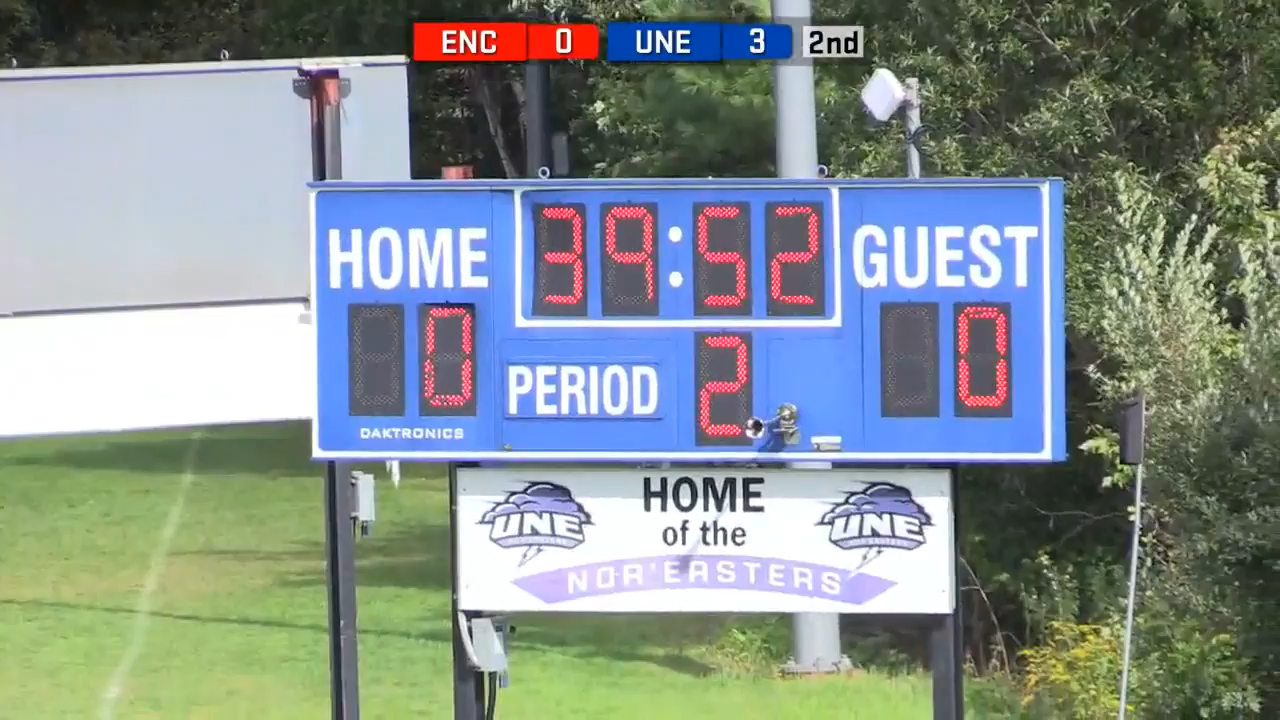 ENC 0 UNE 3 2nd
HOME 39:52 GUEST
0 PERIOD 2 0
DAKTRONICS
HOME
of the
UNE UNE
NOR'EASTERS